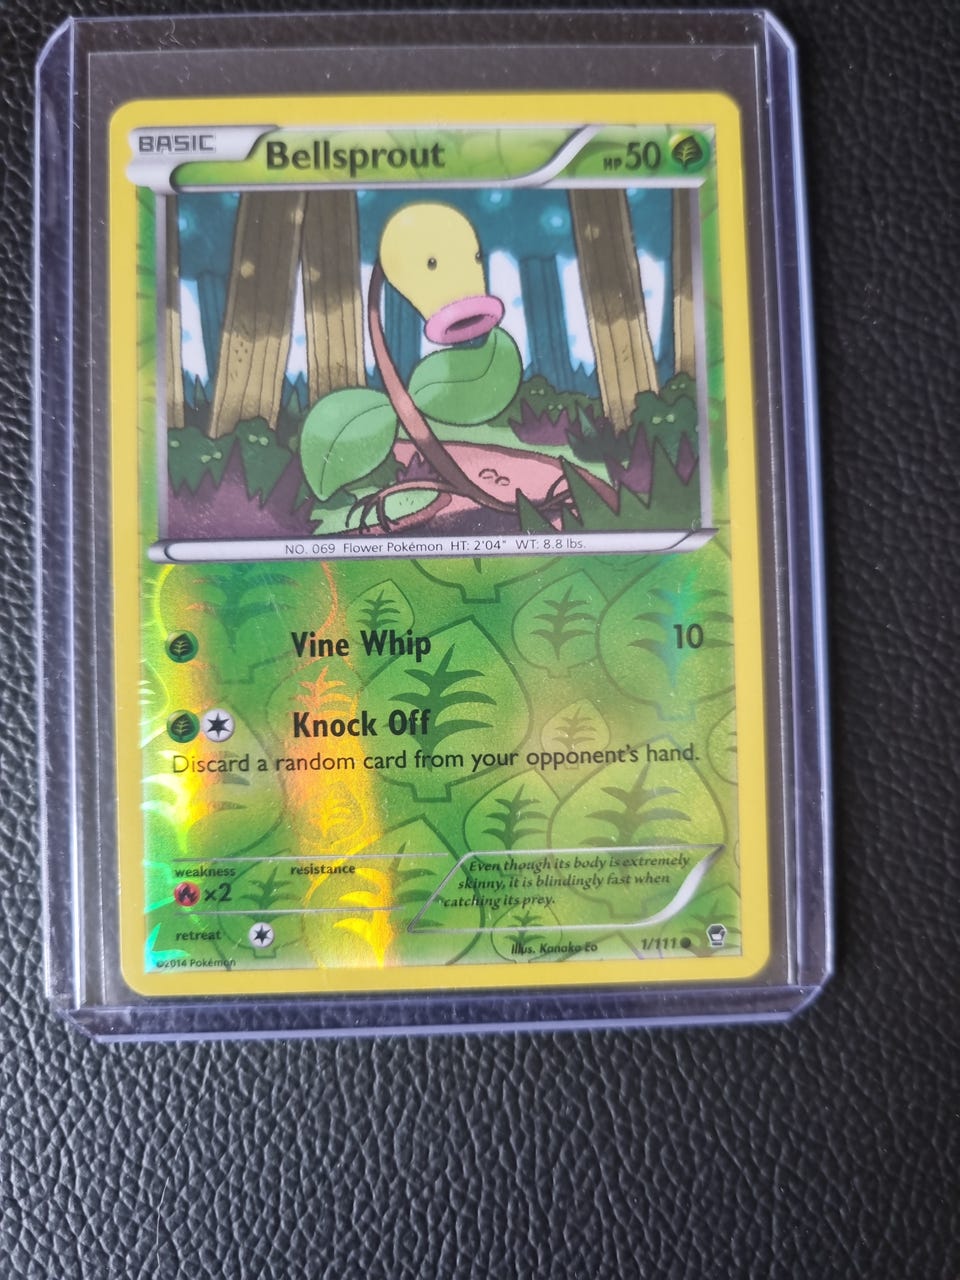 BASIC
Bellsprout
HP 50
NO. 069 Flower Pokémon HT: 2'04" WT: 8.8 lbs.
Vine Whip 10
Knock Off
Discard a random card from your opponent's hand.
weakness resistance
×2
Even though its body is extremely
skinny, it is blindingly fast when
catching its prey.
retreat
Illus. Kanako Eo 1/111
©2014 Pokémon